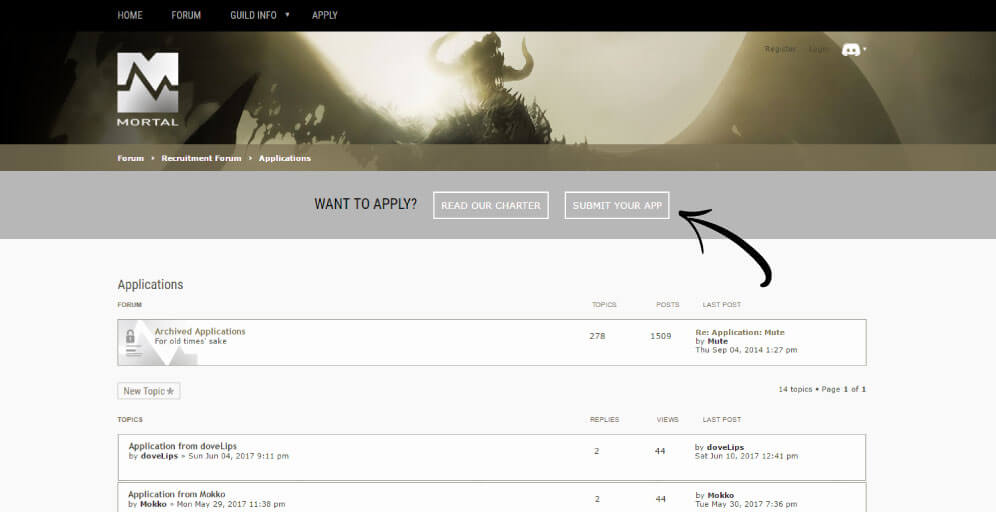 HOME FORUM GUILD INFO ▾ APPLY
Register Login
MORTAL
Forum › Recruitment Forum › Applications
WANT TO APPLY? READ OUR CHARTER SUBMIT YOUR APP
Applications
FORUM TOPICS POSTS LAST POST
Archived Applications 278 1509 Re: Application: Mute
For old times' sake by Mute
Thu Sep 04, 2014 1:27 pm
New Topic* 14 topics • Page 1 of 1
TOPICS REPLIES VIEWS LAST POST
Application from doveLips 2 44 by doveLips
by doveLips » Sun Jun 04, 2017 9:11 pm Sat Jun 10, 2017 12:41 pm
Application from Mokko 2 44 by Mokko
by Mokko » Mon May 29, 2017 11:38 pm Tue May 30, 2017 7:36 pm